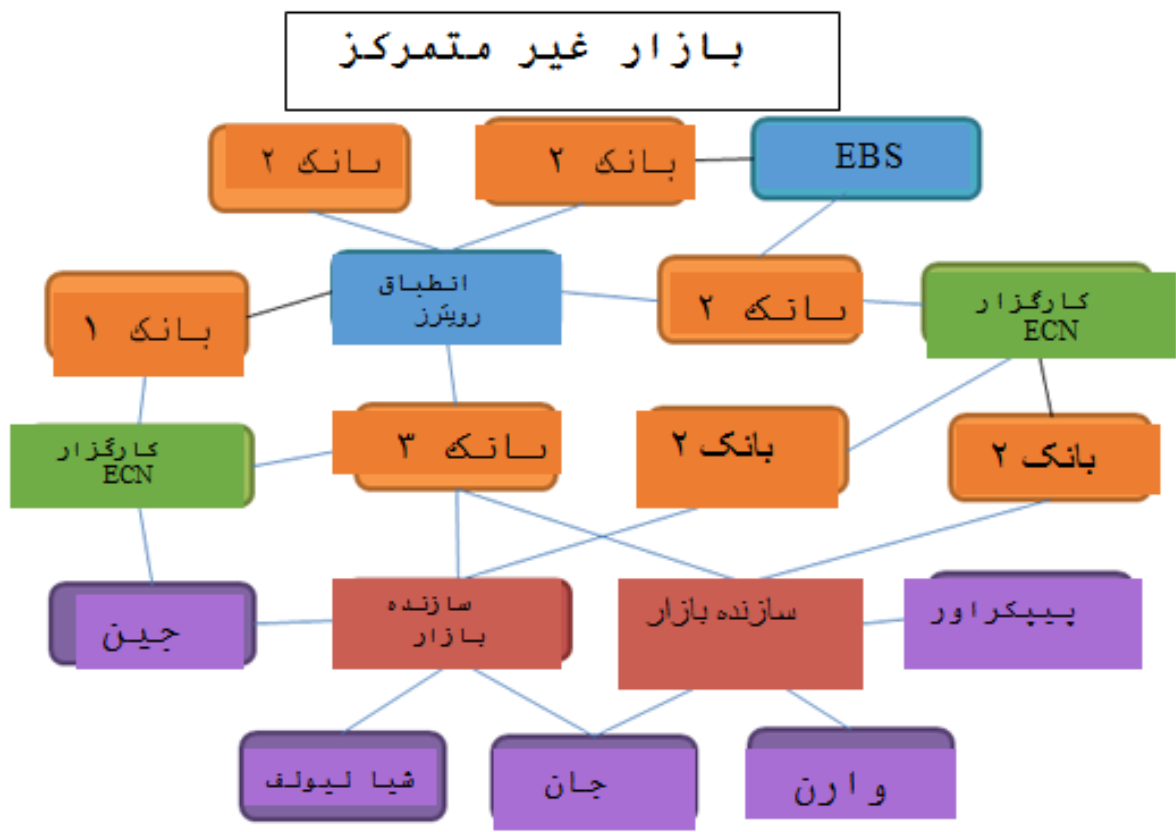 بازار غیر متمرکز
بانک ۲
بانک ۲
EBS
بانک ۱
انطباق
رویترز
بانک ۲
کارگزار
ECN
کارگزار
ECN
بانک ۳
بانک ۲
بانک ۲
جین
سازنده
بازار
سازنده بازار
پیپکراور
شیا لیولف
جان
وارن